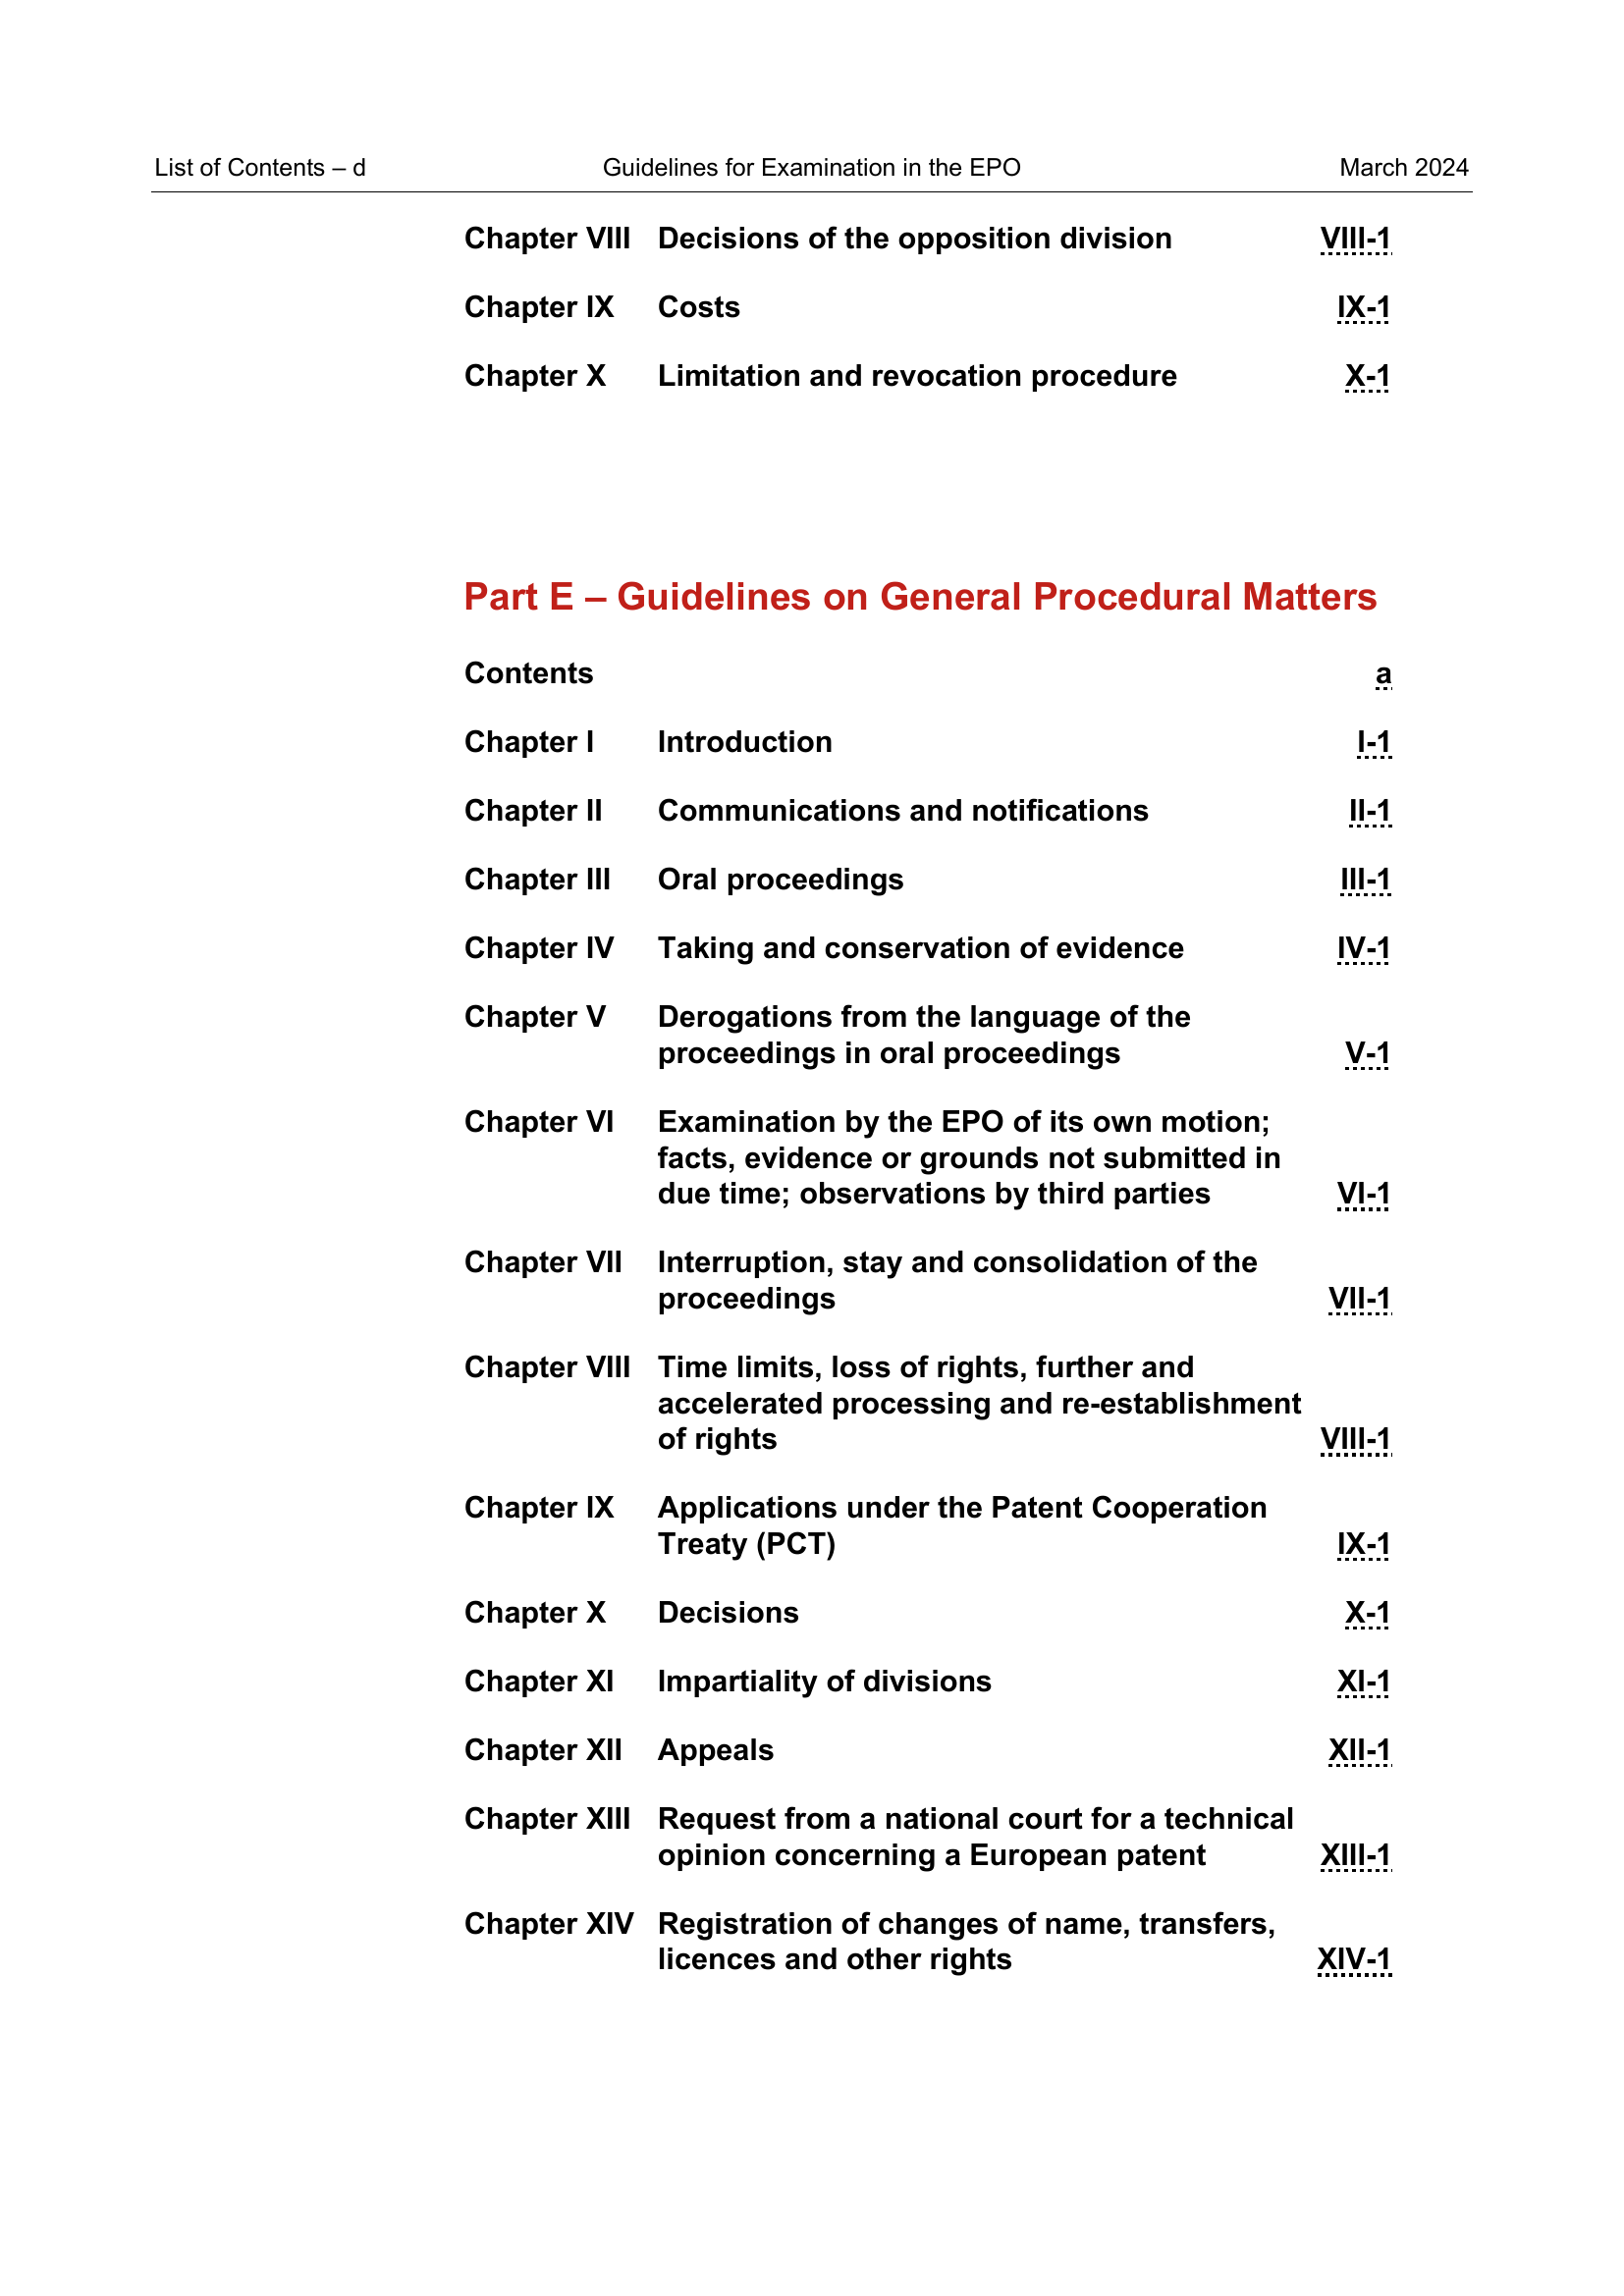 List of Contents – d Guidelines for Examination in the EPO March 2024
Chapter VIII Decisions of the opposition division VIII-1
Chapter IX Costs IX-1
Chapter X Limitation and revocation procedure X-1
Part E – Guidelines on General Procedural Matters
Contents a
Chapter I Introduction I-1
Chapter II Communications and notifications II-1
Chapter III Oral proceedings III-1
Chapter IV Taking and conservation of evidence IV-1
Chapter V Derogations from the language of the
proceedings in oral proceedings V-1
Chapter VI Examination by the EPO of its own motion;
facts, evidence or grounds not submitted in
due time; observations by third parties VI-1
Chapter VII Interruption, stay and consolidation of the
proceedings VII-1
Chapter VIII Time limits, loss of rights, further and
accelerated processing and re-establishment
of rights VIII-1
Chapter IX Applications under the Patent Cooperation
Treaty (PCT) IX-1
Chapter X Decisions X-1
Chapter XI Impartiality of divisions XI-1
Chapter XII Appeals XII-1
Chapter XIII Request from a national court for a technical
opinion concerning a European patent XIII-1
Chapter XIV Registration of changes of name, transfers,
licences and other rights XIV-1